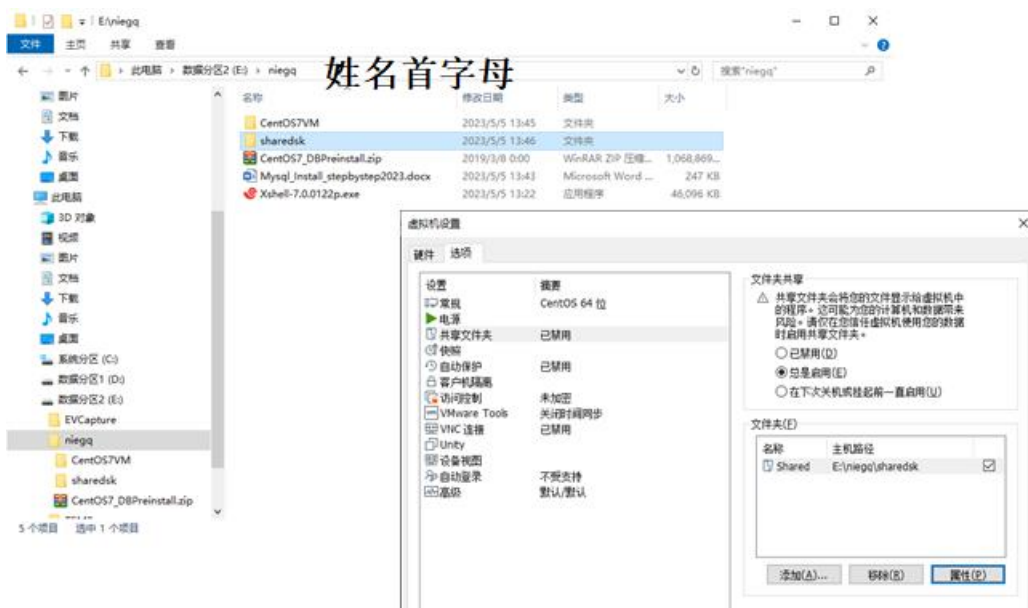 E:\niegq
文件 主页 共享 查看
此电脑 › 数据分区2 (E:) › niegq
搜索"niegq"
姓名首字母
名称 修改日期 类型 大小
CentOS7VM 2023/5/5 13:45 文件夹
sharedsk 2023/5/5 13:46 文件夹
CentOS7_DBPreinstall.zip 2019/3/8 0:00 WinRAR ZIP 压缩... 1,068,869...
Mysql_Install_stepbystep2023.docx 2023/5/5 13:43 Microsoft Word ... 247 KB
Xshell-7.0.0122p.exe 2023/5/5 13:22 应用程序 46,096 KB
图片
文档
下载
音乐
桌面
此电脑
3D 对象
视频
图片
文档
下载
音乐
桌面
系统分区 (C:)
数据分区1 (D:)
数据分区2 (E:)
EVCapture
niegq
CentOS7VM
sharedsk
CentOS7_DBPreinstall.zip
5 个项目 选中 1 个项目
虚拟机设置
硬件 选项
设置 摘要
常规 CentOS 64 位
电源
共享文件夹 已禁用
快照
自动保护 已禁用
客户机隔离
访问控制 未加密
VMware Tools 关闭时间同步
VNC 连接 已禁用
Unity
设备视图
自动登录 不受支持
高级 默认/默认
文件夹共享
共享文件夹会将您的文件显示给虚拟机中
的程序。这可能为您的计算机和数据带来
风险。请仅在您信任虚拟机使用您的数据
时启用共享文件夹。
已禁用(D)
总是启用(E)
在下次关机或挂起前一直启用(U)
文件夹(F)
名称 主机路径
Shared E:\niegq\sharedsk
添加(A)... 移除(R) 属性(P)